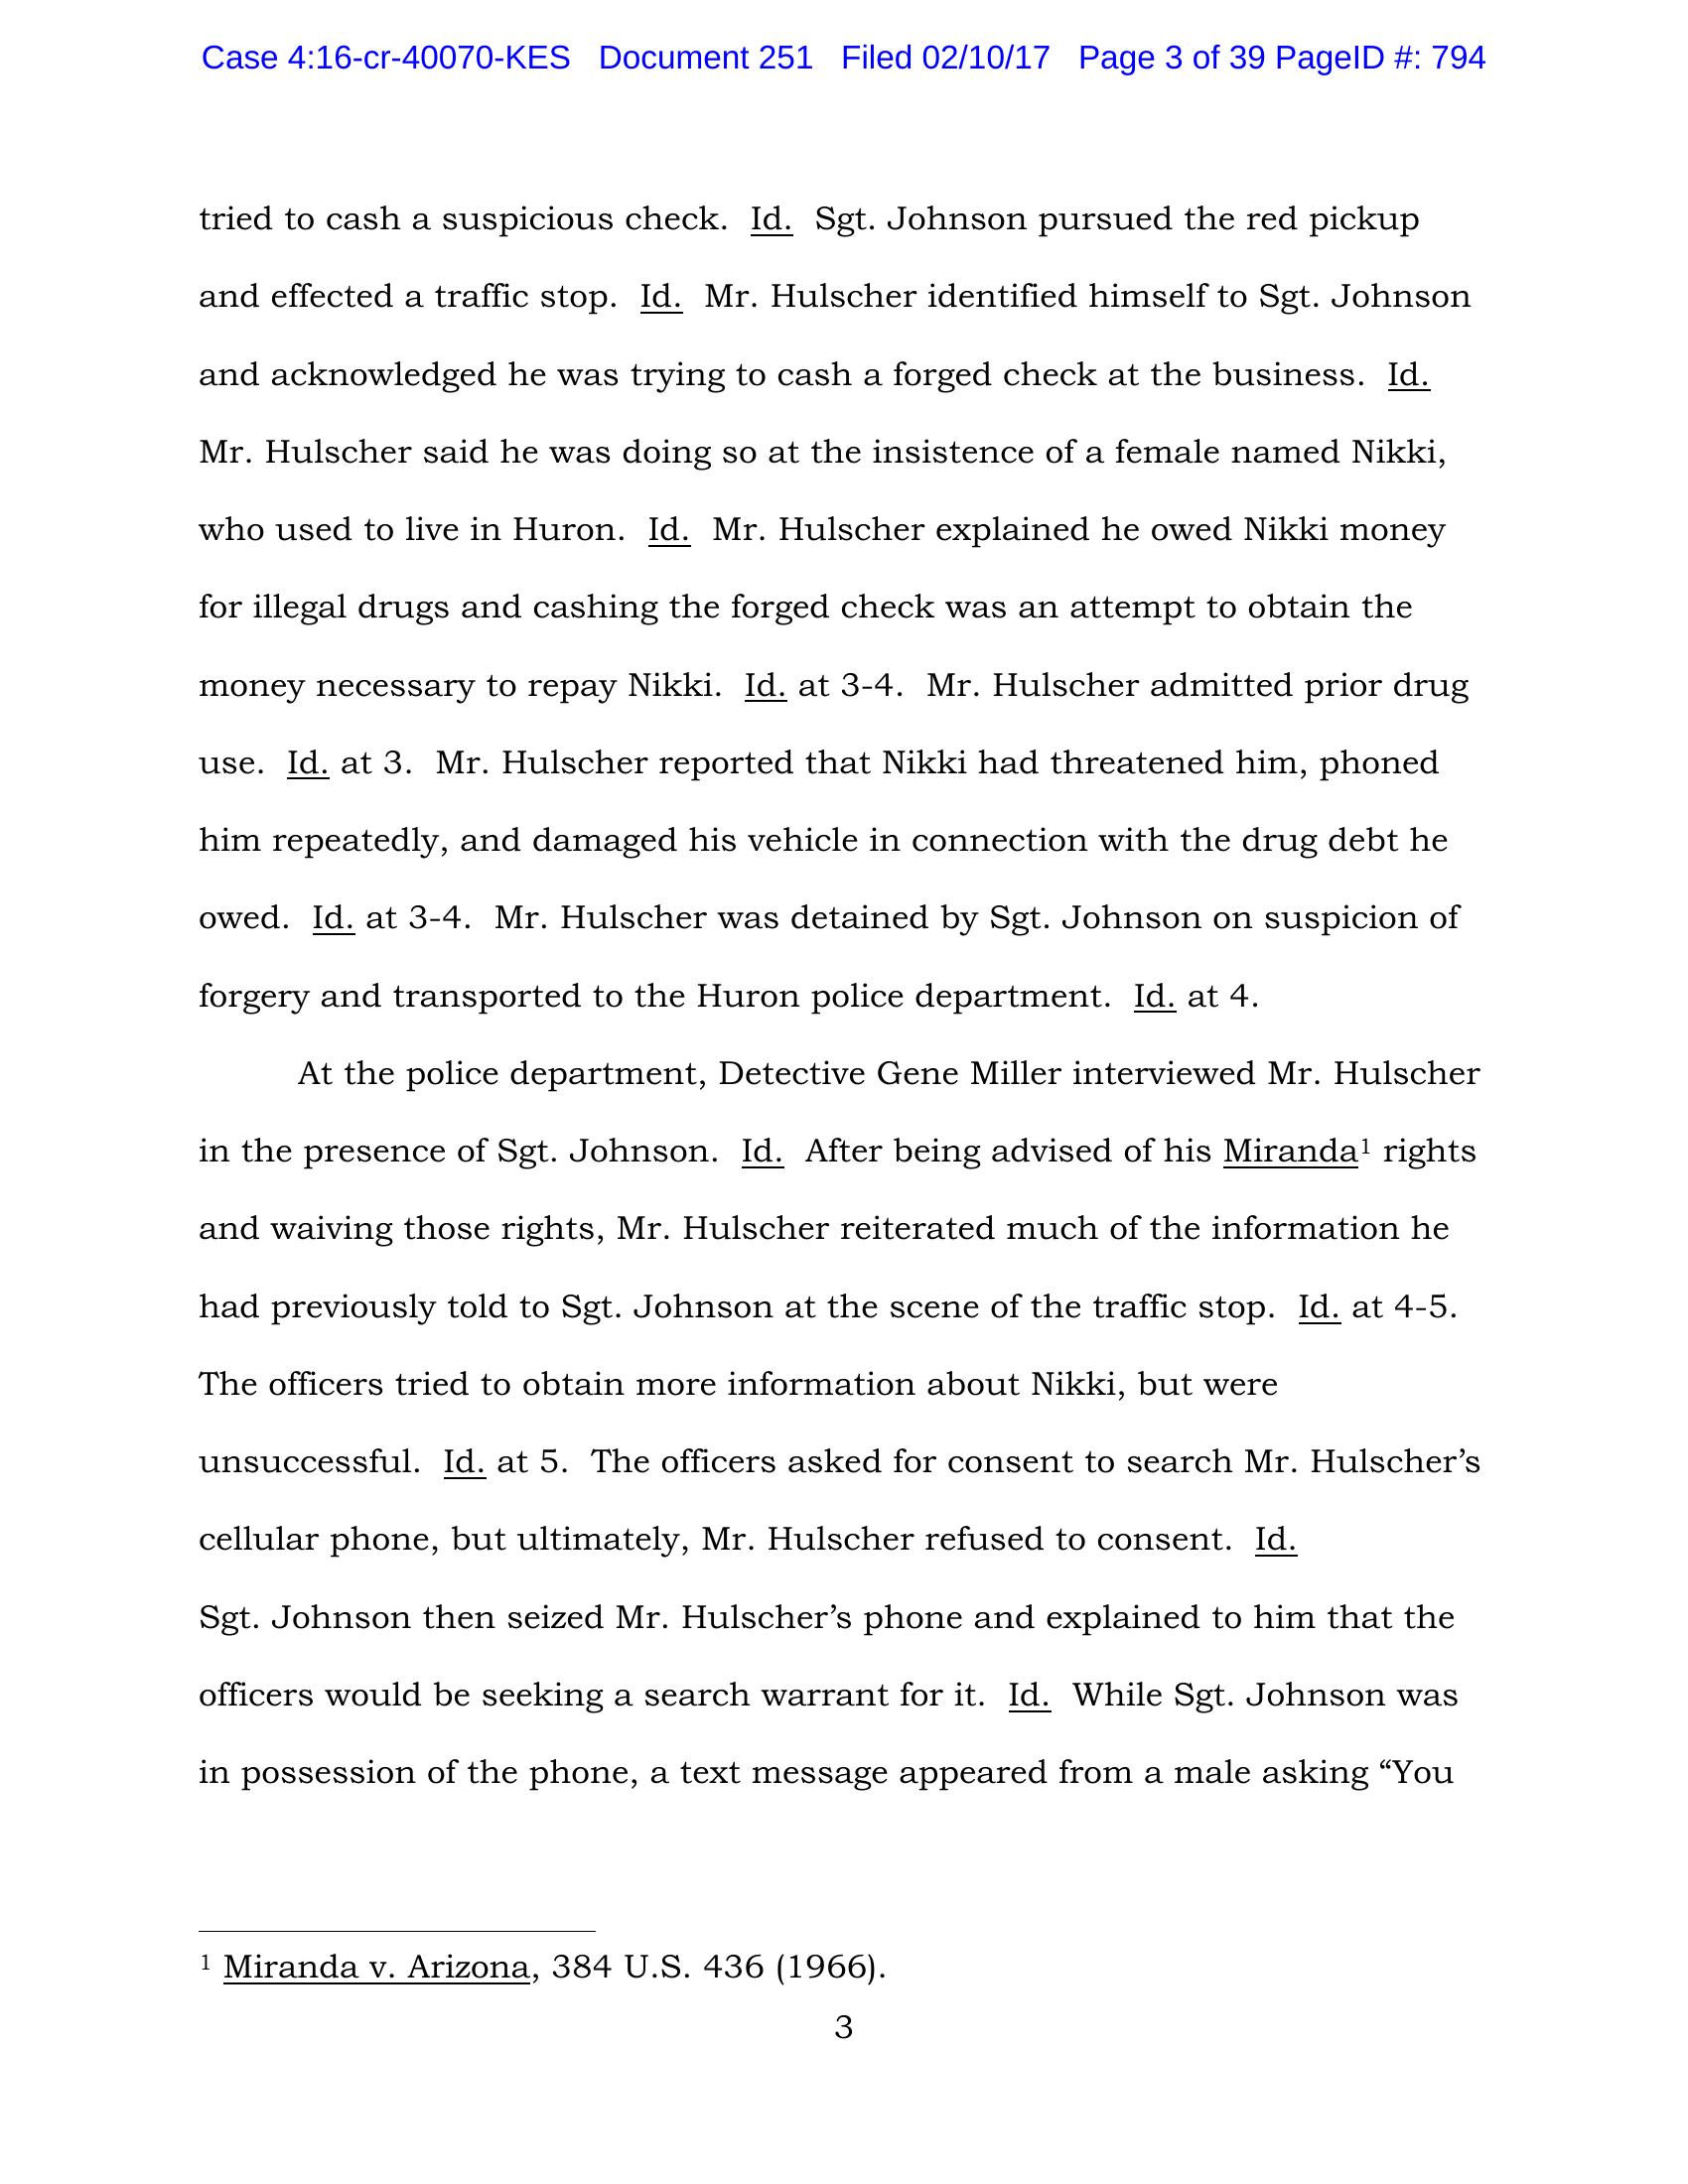 Case 4:16-cr-40070-KES Document 251 Filed 02/10/17 Page 3 of 39 PageID #: 794
tried to cash a suspicious check. Id. Sgt. Johnson pursued the red pickup
and effected a traffic stop. Id. Mr. Hulscher identified himself to Sgt. Johnson
and acknowledged he was trying to cash a forged check at the business. Id.
Mr. Hulscher said he was doing so at the insistence of a female named Nikki,
who used to live in Huron. Id. Mr. Hulscher explained he owed Nikki money
for illegal drugs and cashing the forged check was an attempt to obtain the
money necessary to repay Nikki. Id. at 3-4. Mr. Hulscher admitted prior drug
use. Id. at 3. Mr. Hulscher reported that Nikki had threatened him, phoned
him repeatedly, and damaged his vehicle in connection with the drug debt he
owed. Id. at 3-4. Mr. Hulscher was detained by Sgt. Johnson on suspicion of
forgery and transported to the Huron police department. Id. at 4.
At the police department, Detective Gene Miller interviewed Mr. Hulscher
in the presence of Sgt. Johnson. Id. After being advised of his Miranda1 rights
and waiving those rights, Mr. Hulscher reiterated much of the information he
had previously told to Sgt. Johnson at the scene of the traffic stop. Id. at 4-5.
The officers tried to obtain more information about Nikki, but were
unsuccessful. Id. at 5. The officers asked for consent to search Mr. Hulscher’s
cellular phone, but ultimately, Mr. Hulscher refused to consent. Id.
Sgt. Johnson then seized Mr. Hulscher’s phone and explained to him that the
officers would be seeking a search warrant for it. Id. While Sgt. Johnson was
in possession of the phone, a text message appeared from a male asking “You
1 Miranda v. Arizona, 384 U.S. 436 (1966).
3